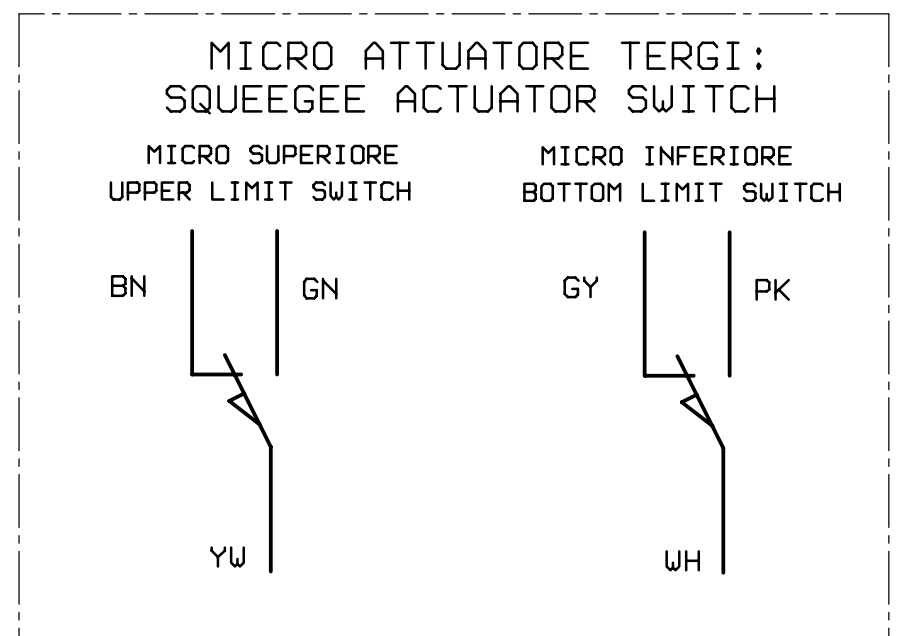 MICRO ATTUATORE TERGI:
SQUEEGEE ACTUATOR SWITCH
MICRO SUPERIORE
UPPER LIMIT SWITCH
MICRO INFERIORE
BOTTOM LIMIT SWITCH
BN
GN
GY
PK
YW
WH